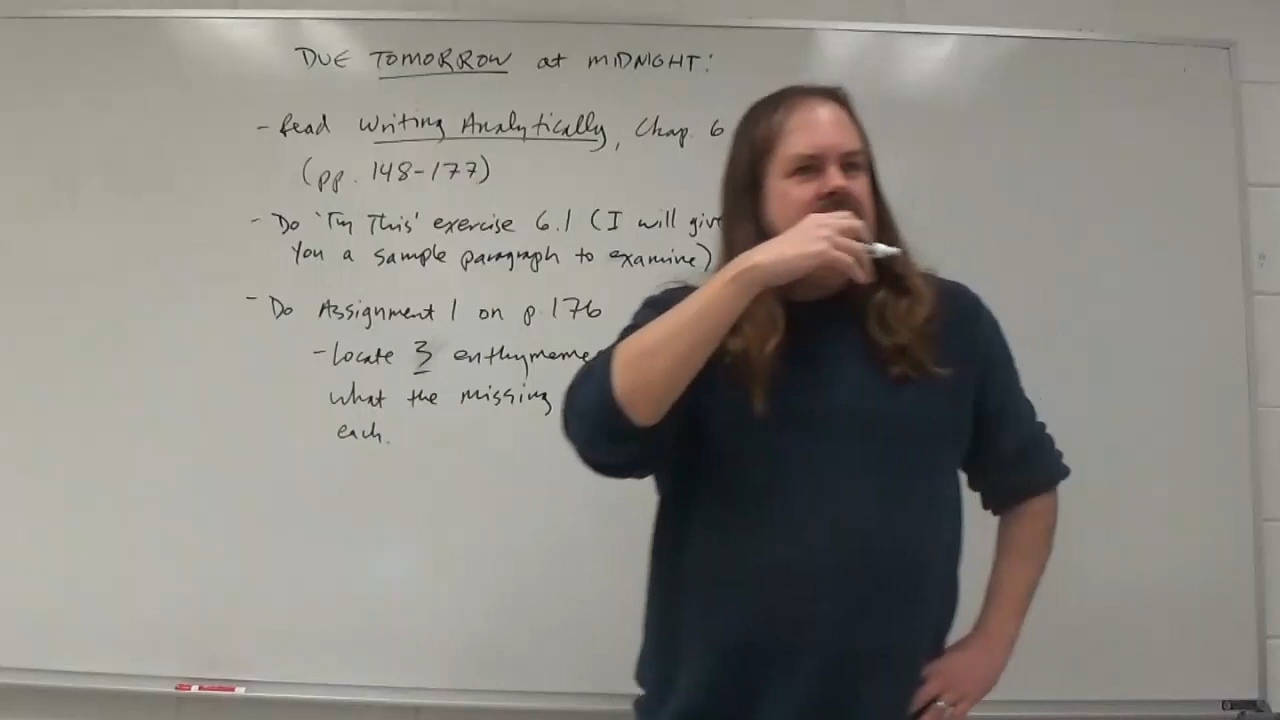 DUE TOMORROW at MIDNIGHT:
- Read Writing Analytically, Chap. 6
(pp. 148-177)
- Do 'Try This' exercise 6.1 (I will give
You a sample paragraph to examine)
- Do Assignment 1 on p. 176
- Locate 3 enthymeme
what the missing
each.